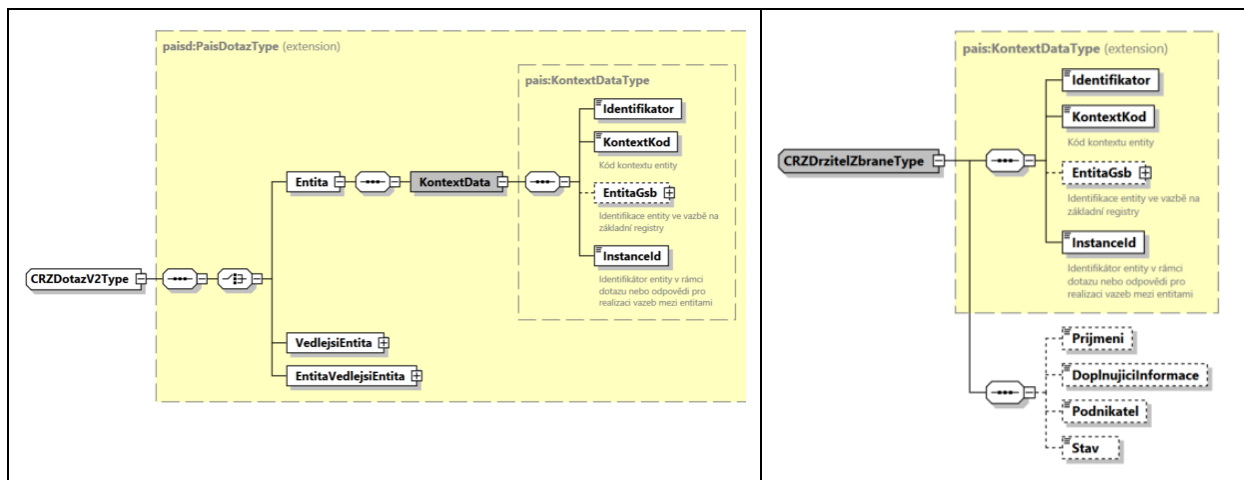 paisd:PaisDotazType (extension)
pais:KontextDataType
Identifikator
KontextKod
Kód kontextu entity
EntitaGsb
Identifikace entity ve vazbě na
základní registry
InstanceId
Identifikátor entity v rámci
dotazu nebo odpovědi pro
realizaci vazeb mezi entitami
Entita
KontextData
CRZDotazV2Type
VedlejsiEntita
EntitaVedlejsiEntita
pais:KontextDataType (extension)
Identifikator
KontextKod
Kód kontextu entity
EntitaGsb
Identifikace entity ve vazbě na
základní registry
InstanceId
Identifikátor entity v rámci
dotazu nebo odpovědi pro
realizaci vazeb mezi entitami
CRZDrzitelZbraneType
Prijmeni
DoplnujiciInformace
Podnikatel
Stav